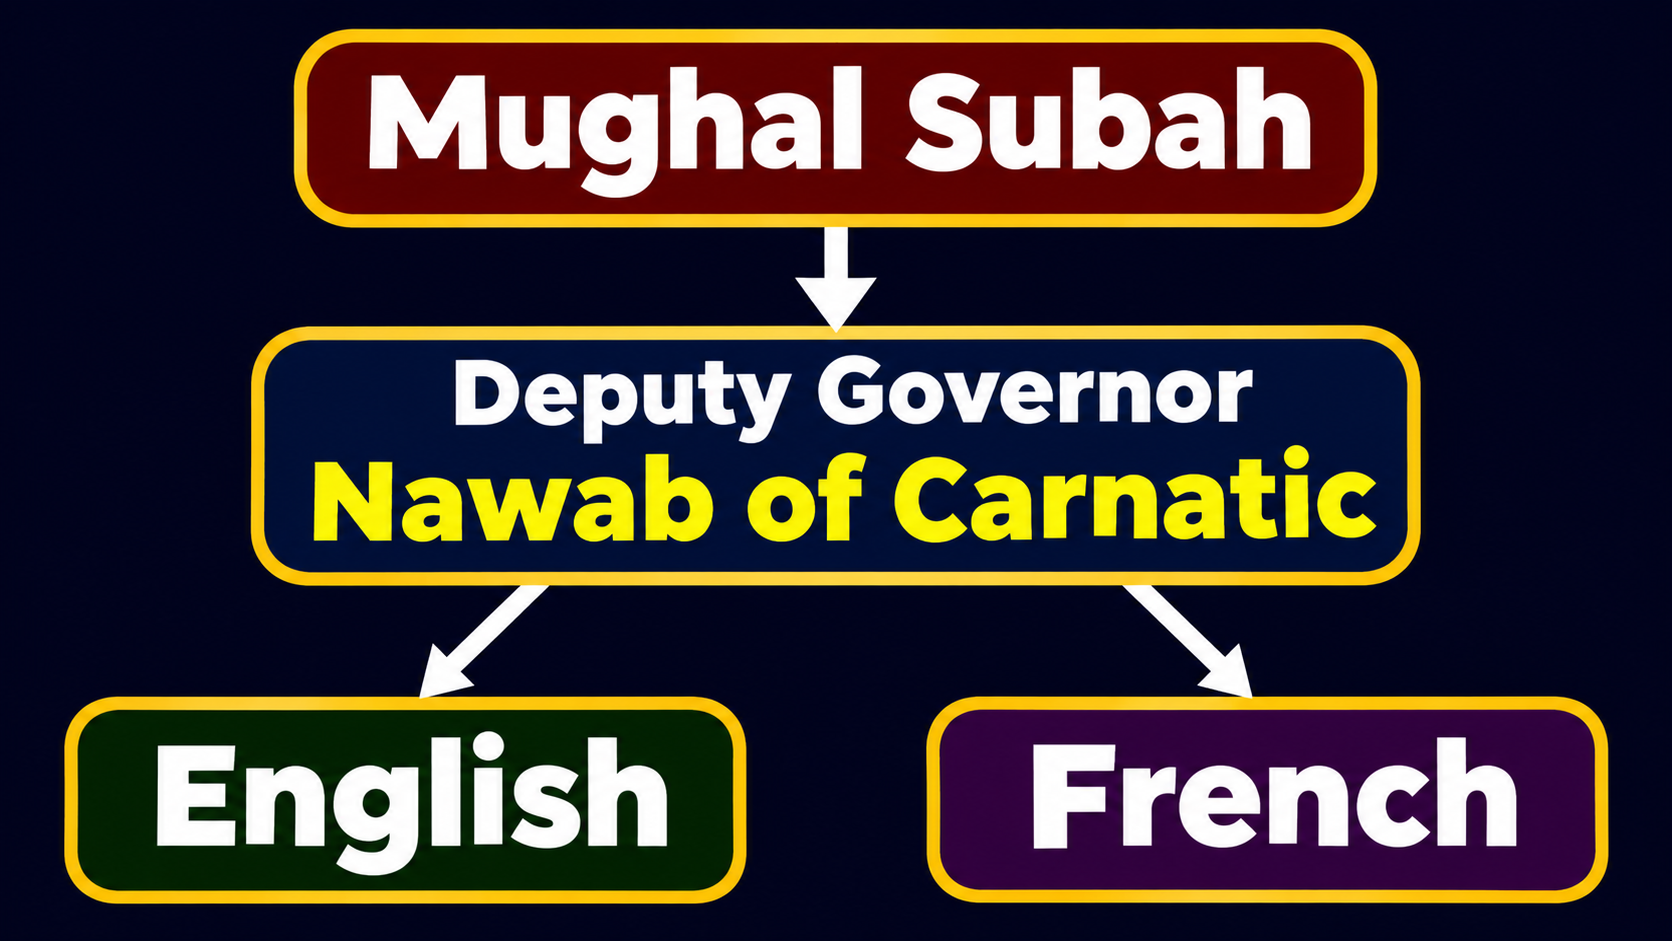 Mughal Subah
Deputy Governor
Nawab of Carnatic
English
French